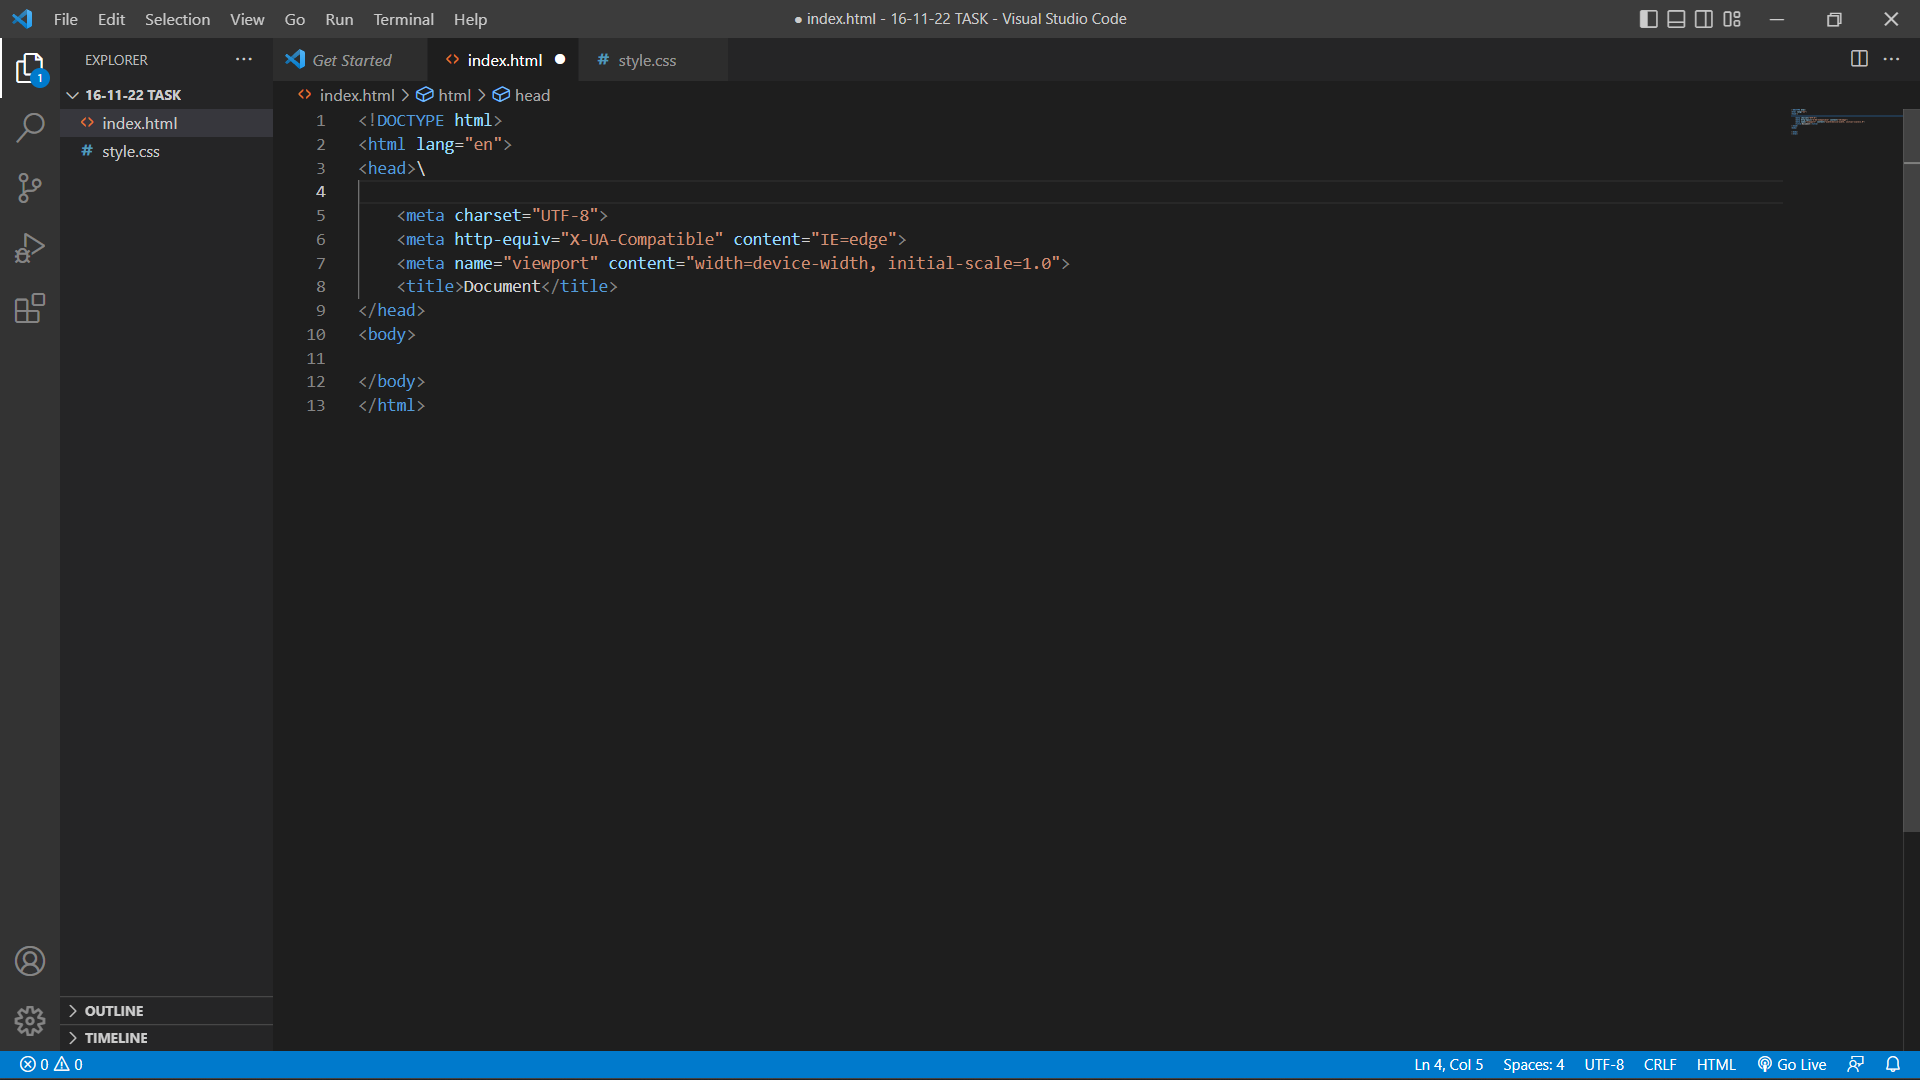 File Edit Selection View Go Run Terminal Help
● index.html - 16-11-22 TASK - Visual Studio Code
1
EXPLORER
16-11-22 TASK
index.html
style.css
OUTLINE
TIMELINE
Get Started
index.html
style.css
index.html > html > head
1 <!DOCTYPE html>
2 <html lang="en">
3 <head>\
4
5 <meta charset="UTF-8">
6 <meta http-equiv="X-UA-Compatible" content="IE=edge">
7 <meta name="viewport" content="width=device-width, initial-scale=1.0">
8 <title>Document</title>
9 </head>
10 <body>
11
12 </body>
13 </html>
0 0 Ln 4, Col 5 Spaces: 4 UTF-8 CRLF HTML Go Live